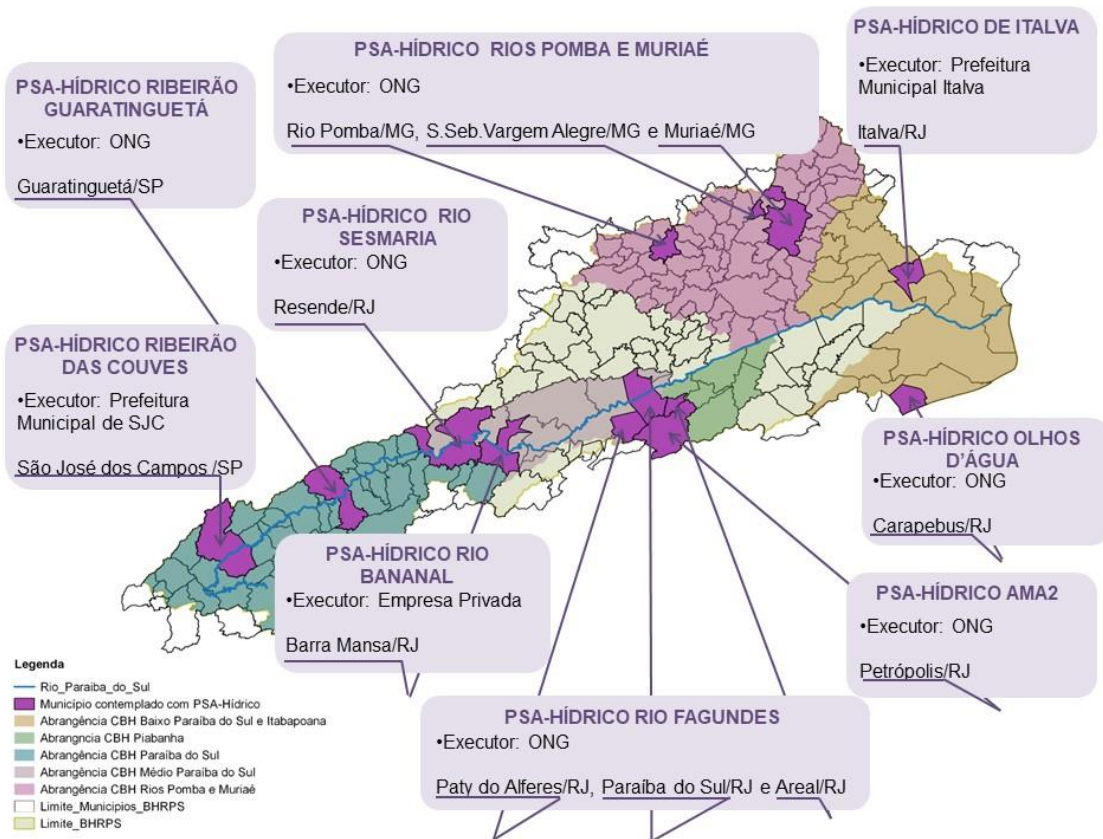 PSA-HÍDRICO RIBEIRÃO
GUARATINGUETÁ
•Executor: ONG
Guaratinguetá/SP
PSA-HÍDRICO RIOS POMBA E MURIAÉ
•Executor: ONG
Rio Pomba/MG, S.Seb.Vargem Alegre/MG e Muriaé/MG
PSA-HÍDRICO DE ITALVA
•Executor: Prefeitura
Municipal Italva
Italva/RJ
PSA-HÍDRICO RIO
SESMARIA
•Executor: ONG
Resende/RJ
PSA-HÍDRICO RIBEIRÃO
DAS COUVES
•Executor: Prefeitura
Municipal de SJC
São José dos Campos /SP
PSA-HÍDRICO OLHOS
D'ÁGUA
•Executor: ONG
Carapebus/RJ
PSA-HÍDRICO RIO
BANANAL
•Executor: Empresa Privada
Barra Mansa/RJ
PSA-HÍDRICO AMA2
•Executor: ONG
Petrópolis/RJ
PSA-HÍDRICO RIO FAGUNDES
•Executor: ONG
Paty do Alferes/RJ, Paraíba do Sul/RJ e Areal/RJ
Legenda
Rio_Paraiba_do_Sul
Município contemplado com PSA-Hídrico
Abrangência CBH Baixo Paraíba do Sul e Itabapoana
Abrangncia CBH Piabanha
Abrangência CBH Paraíba do Sul
Abrangência CBH Médio Paraíba do Sul
Abrangência CBH Rios Pomba e Muriaé
Limite_Municipios_BHRPS
Limite_BHRPS